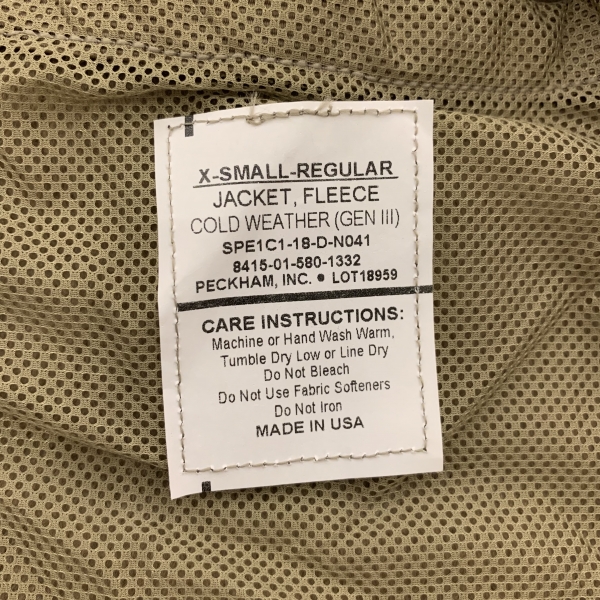 X-SMALL-REGULAR
JACKET, FLEECE
COLD WEATHER (GEN III)
SPE1C1-18-D-N041
8415-01-580-1332
PECKHAM, INC. • LOT18959
CARE INSTRUCTIONS:
Machine or Hand Wash Warm,
Tumble Dry Low or Line Dry
Do Not Bleach
Do Not Use Fabric Softeners
Do Not Iron
MADE IN USA